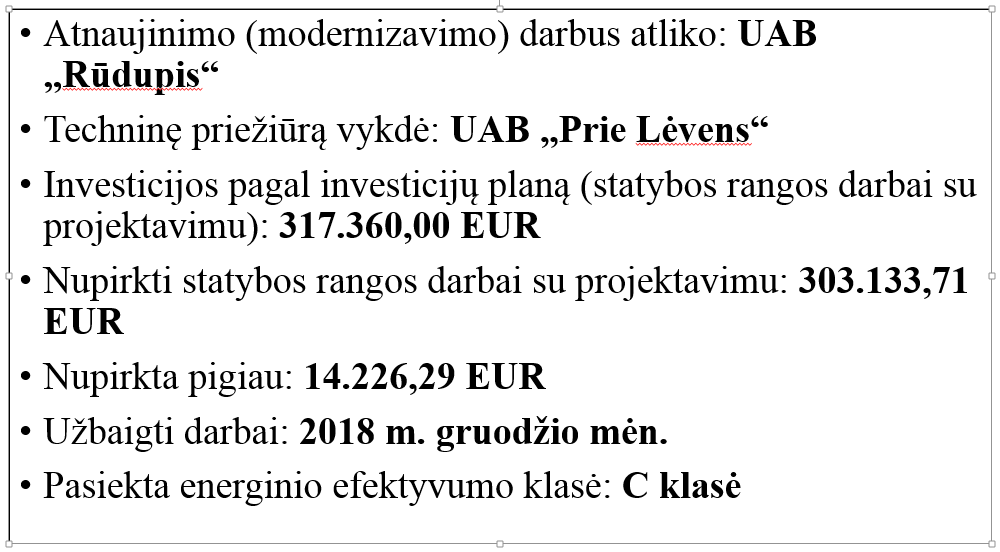 • Atnaujinimo (modernizavimo) darbus atliko: UAB
„Rūdupis“
• Techninę priežiūrą vykdė: UAB „Prie Lėvens“
• Investicijos pagal investicijų planą (statybos rangos darbai su
projektavimu): 317.360,00 EUR
• Nupirkti statybos rangos darbai su projektavimu: 303.133,71
EUR
• Nupirkta pigiau: 14.226,29 EUR
• Užbaigti darbai: 2018 m. gruodžio mėn.
• Pasiekta energinio efektyvumo klasė: C klasė